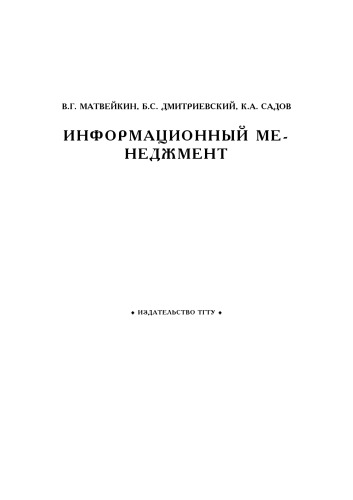 В.Г. МАТВЕЙКИН, Б.С. ДМИТРИЕВСКИЙ, К.А. САДОВ
ИНФОРМАЦИОННЫЙ МЕ-
НЕДЖМЕНТ
♦ ИЗДАТЕЛЬСТВО ТГТУ ♦